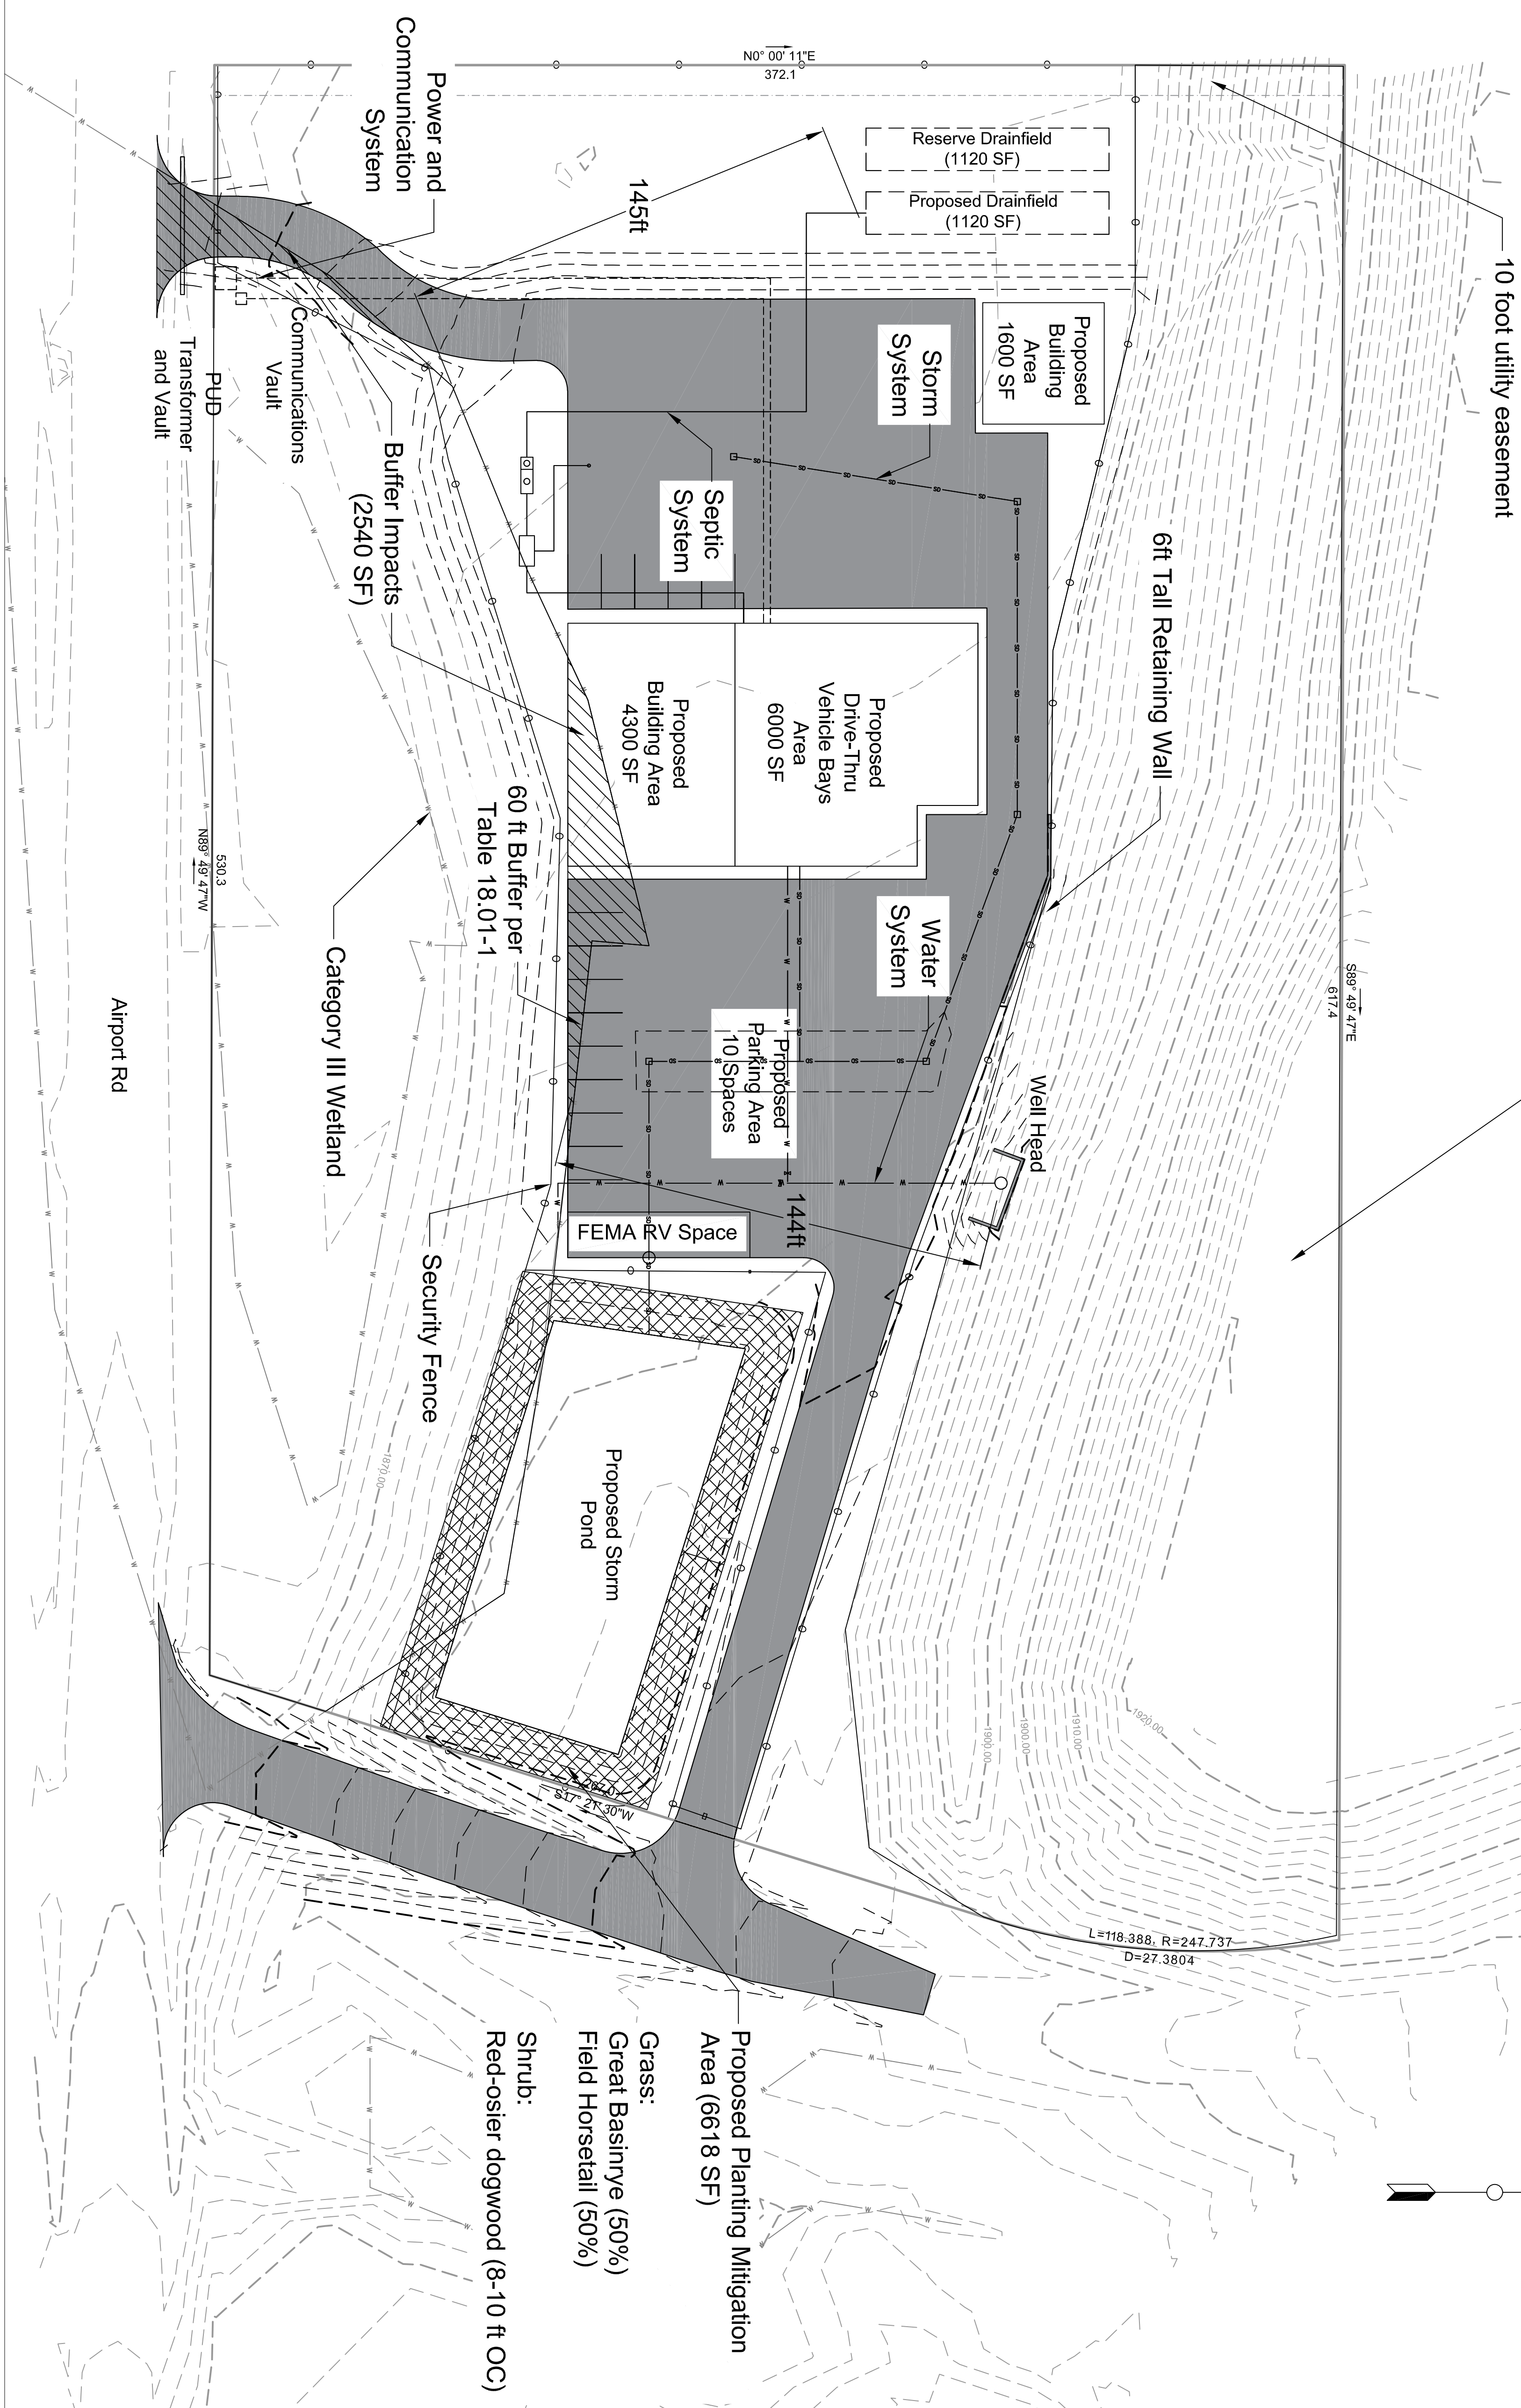 N0° 00' 11"E
372.1
10 foot utility easement
Power and
Communication
System
145ft
Reserve Drainfield
(1120 SF)
Proposed Drainfield
(1120 SF)
Proposed
Building
Area
1600 SF
Storm
System
Septic
System
Communications
Vault
PUD
Transformer
and Vault
Buffer Impacts
(2540 SF)
6ft Tall Retaining Wall
Proposed
Drive-Thru
Vehicle Bays
Area
6000 SF
Proposed
Building Area
4300 SF
60 ft Buffer per
Table 18.01-1
530.3
N89° 49' 47"W
S89° 49' 47"E
617.4
Water
System
Category III Wetland
Airport Rd
Proposed
Parking Area
10 Spaces
Well Head
144ft
FEMA RV Space
Security Fence
Proposed Storm
Pond
1870.00
1900.00
1900.00
1910.00
1920.00
S17° 21' 30"W
L=118.388, R=247.737
D=27.3804
Proposed Planting Mitigation
Area (6618 SF)
Grass:
Great Basinrye (50%)
Field Horsetail (50%)
Shrub:
Red-osier dogwood (8-10 ft OC)